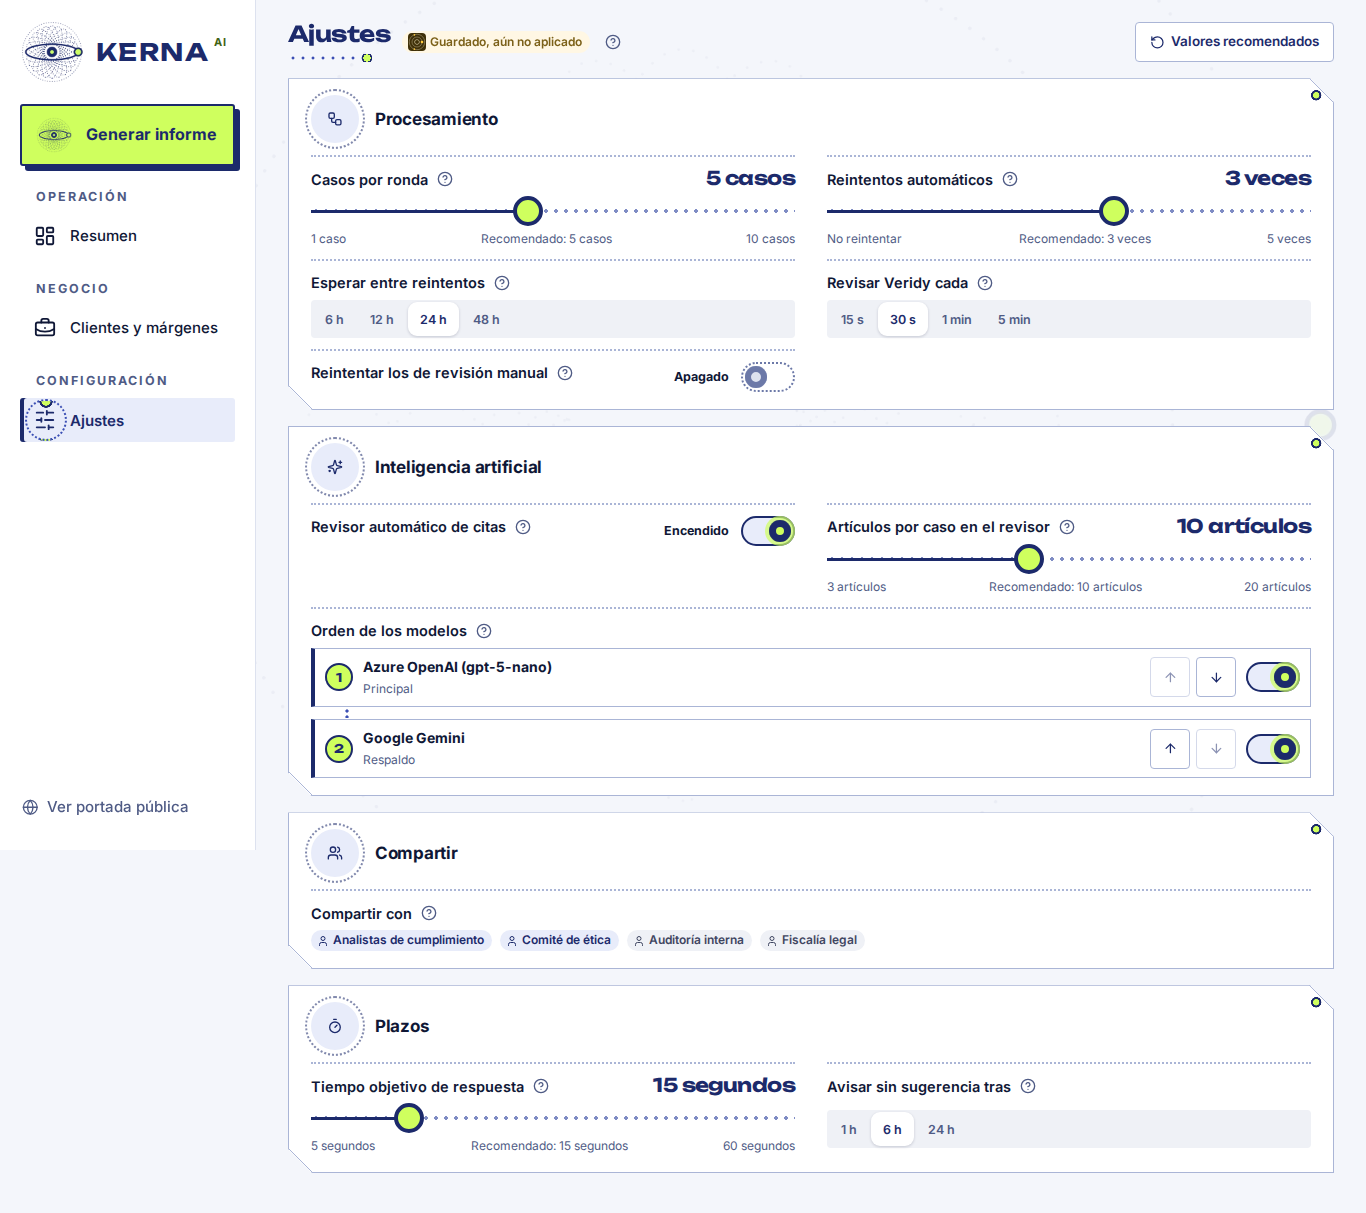 KERNA AI
Generar informe
OPERACIÓN
Resumen
NEGOCIO
Clientes y márgenes
CONFIGURACIÓN
Ajustes
Ver portada pública
Ajustes
Guardado, aún no aplicado
Valores recomendados
Procesamiento
Casos por ronda
5 casos
1 caso
Recomendado: 5 casos
10 casos
Reintentos automáticos
3 veces
No reintentar
Recomendado: 3 veces
5 veces
Esperar entre reintentos
6 h
12 h
24 h
48 h
Revisar Veridy cada
15 s
30 s
1 min
5 min
Reintentar los de revisión manual
Apagado
Inteligencia artificial
Revisor automático de citas
Encendido
Artículos por caso en el revisor
10 artículos
3 artículos
Recomendado: 10 artículos
20 artículos
Orden de los modelos
1
Azure OpenAI (gpt-5-nano)
Principal
2
Google Gemini
Respaldo
Compartir
Compartir con
Analistas de cumplimiento
Comité de ética
Auditoría interna
Fiscalía legal
Plazos
Tiempo objetivo de respuesta
15 segundos
5 segundos
Recomendado: 15 segundos
60 segundos
Avisar sin sugerencia tras
1 h
6 h
24 h